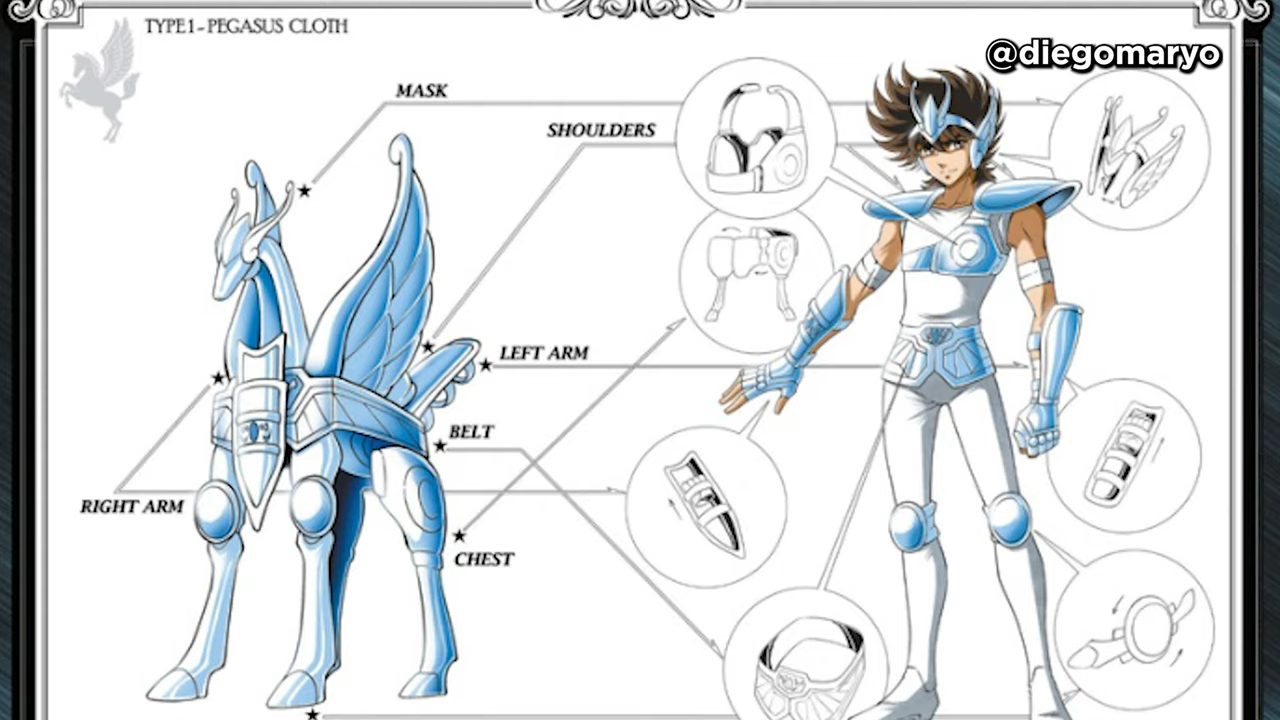 TYPE1-PEGASUS CLOTH
@diegomaryo
MASK
SHOULDERS
LEFT ARM
BELT
RIGHT ARM
CHEST